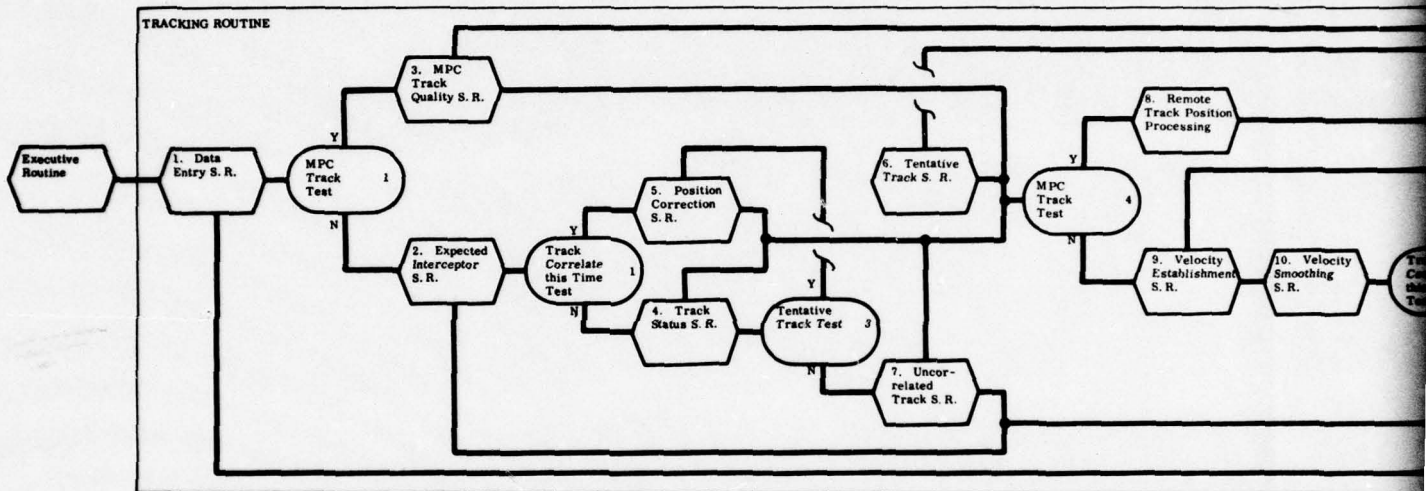 TRACKING ROUTINE
Executive
Routine
1. Data
Entry S. R.
Y
MPC
Track
Test
1
N
3. MPC
Track
Quality S. R.
2. Expected
Interceptor
S. R.
Y
Track
Correlate
this Time
Test
1
N
5. Position
Correction
S. R.
4. Track
Status S. R.
Y
Tentative
Track Test
3
N
6. Tentative
Track S. R.
7. Uncor-
related
Track S. R.
Y
MPC
Track
Test
4
N
8. Remote
Track Position
Processing
9. Velocity
Establishment
S. R.
10. Velocity
Smoothing
S. R.